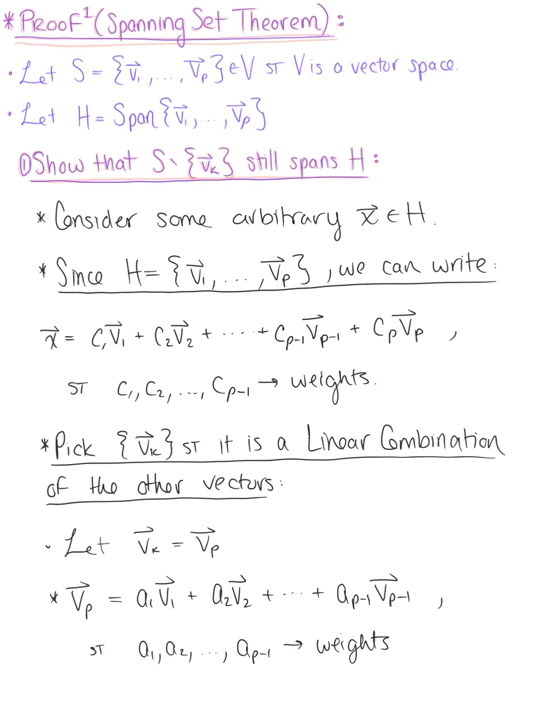 * PROOF¹ (Spanning Set Theorem):
• Let S = {v⃗₁, ..., v⃗ₚ} ∈ V ST V is a vector space.
• Let H = Span{v⃗₁, ..., v⃗ₚ}
① Show that S \ {v⃗ₖ} still spans H:
* Consider some arbitrary x⃗ ∈ H.
* Since H = {v⃗₁, ..., v⃗ₚ}, we can write:
x⃗ = c₁v⃗₁ + c₂v⃗₂ + ····· + cₚ₋₁v⃗ₚ₋₁ + cₚv⃗ₚ ,
ST c₁, c₂, ..., cₚ₋₁ → weights.
* Pick {v⃗ₖ} ST it is a Linear Combination
of the other vectors:
• Let v⃗ₖ = v⃗ₚ
* v⃗ₚ = a₁v⃗₁ + a₂v⃗₂ + ··· + aₚ₋₁v⃗ₚ₋₁ ,
ST a₁, a₂, ..., aₚ₋₁ → weights